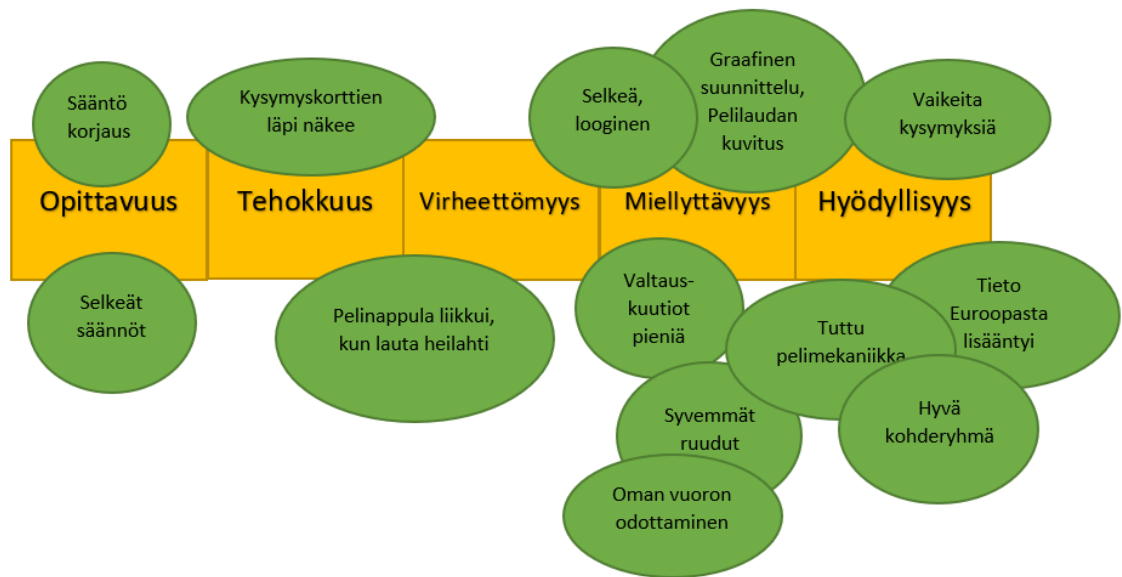 Sääntö
korjaus
Kysymyskorttien
läpi näkee
Selkeä,
looginen
Graafinen
suunnittelu,
Pelilaudan
kuvitus
Vaikeita
kysymyksiä
Opittavuus
Tehokkuus
Virheettömyys
Miellyttävyys
Hyödyllisyys
Selkeät
säännöt
Pelinappula liikkui,
kun lauta heilahti
Valtaus-
kuutiot
pieniä
Tuttu
pelimekaniikka
Tieto
Euroopasta
lisääntyi
Syvemmät
ruudut
Hyvä
kohderyhmä
Oman vuoron
odottaminen